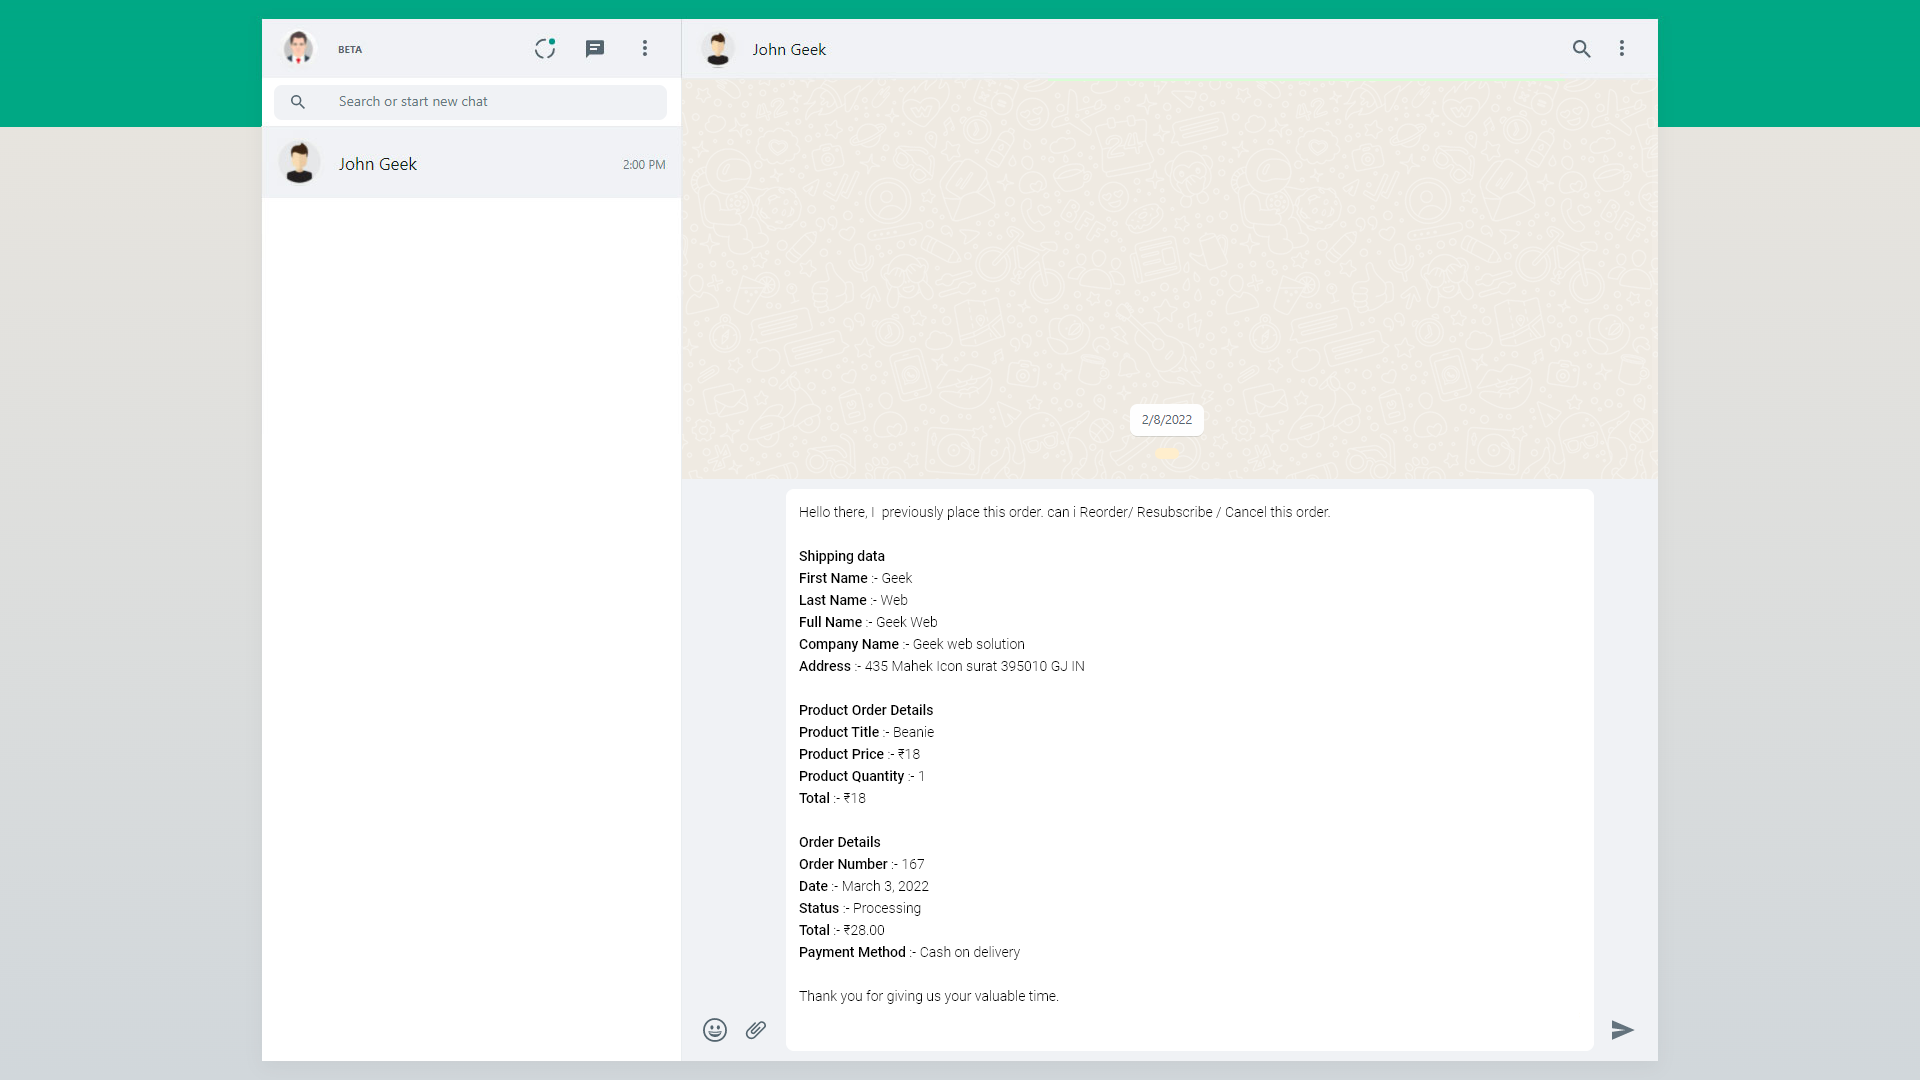 BETA
John Geek
Search or start new chat
John Geek
2:00 PM
2/8/2022
Hello there, I  previously place this order. can i Reorder/ Resubscribe / Cancel this order.
Shipping data
First Name :- Geek
Last Name :- Web
Full Name :- Geek Web
Company Name :- Geek web solution
Address :- 435 Mahek Icon surat 395010 GJ IN
Product Order Details
Product Title :- Beanie
Product Price :- ₹18
Product Quantity :- 1
Total :- ₹18
Order Details
Order Number :- 167
Date :- March 3, 2022
Status :- Processing
Total :- ₹28.00
Payment Method :- Cash on delivery
Thank you for giving us your valuable time.